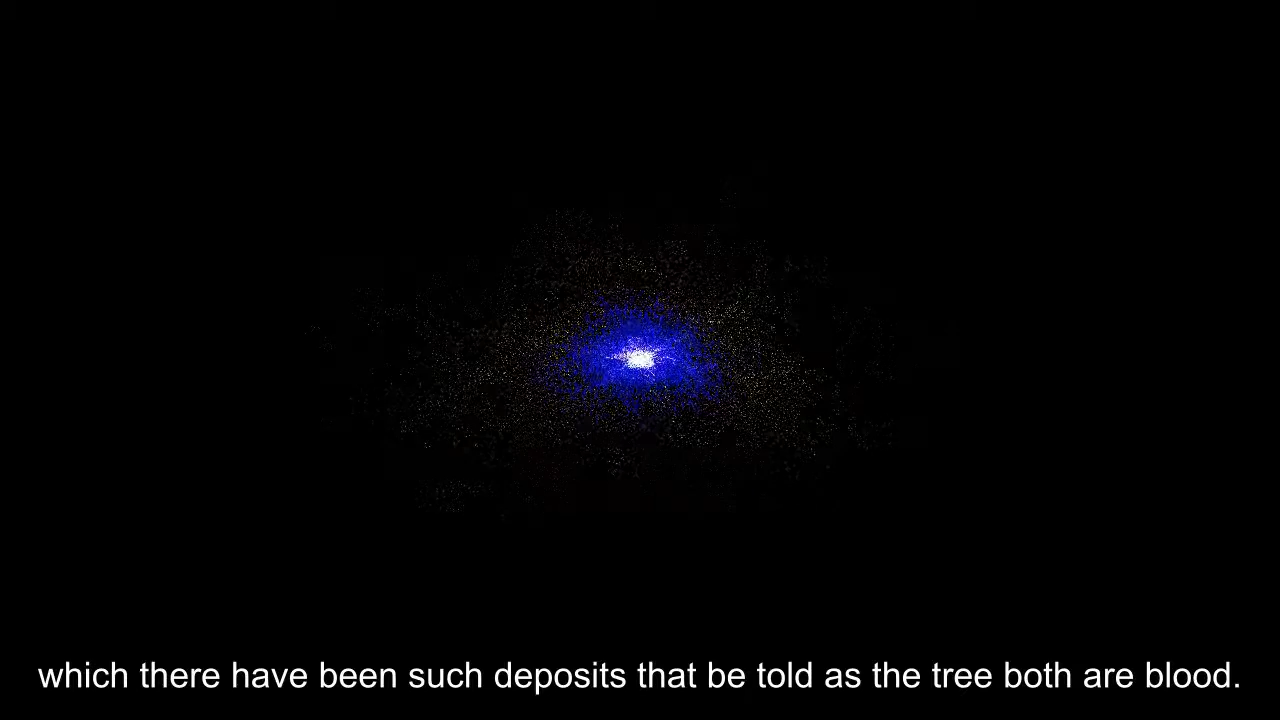 which there have been such deposits that be told as the tree both are blood.